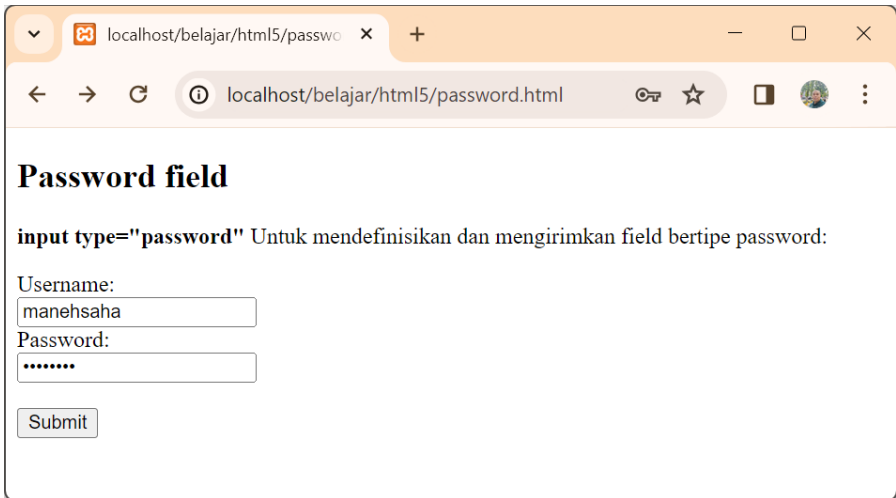 localhost/belajar/html5/passwo
localhost/belajar/html5/password.html
Password field
input type="password" Untuk mendefinisikan dan mengirimkan field bertipe password:
Username:
manehsaha
Password:
••••••••
Submit